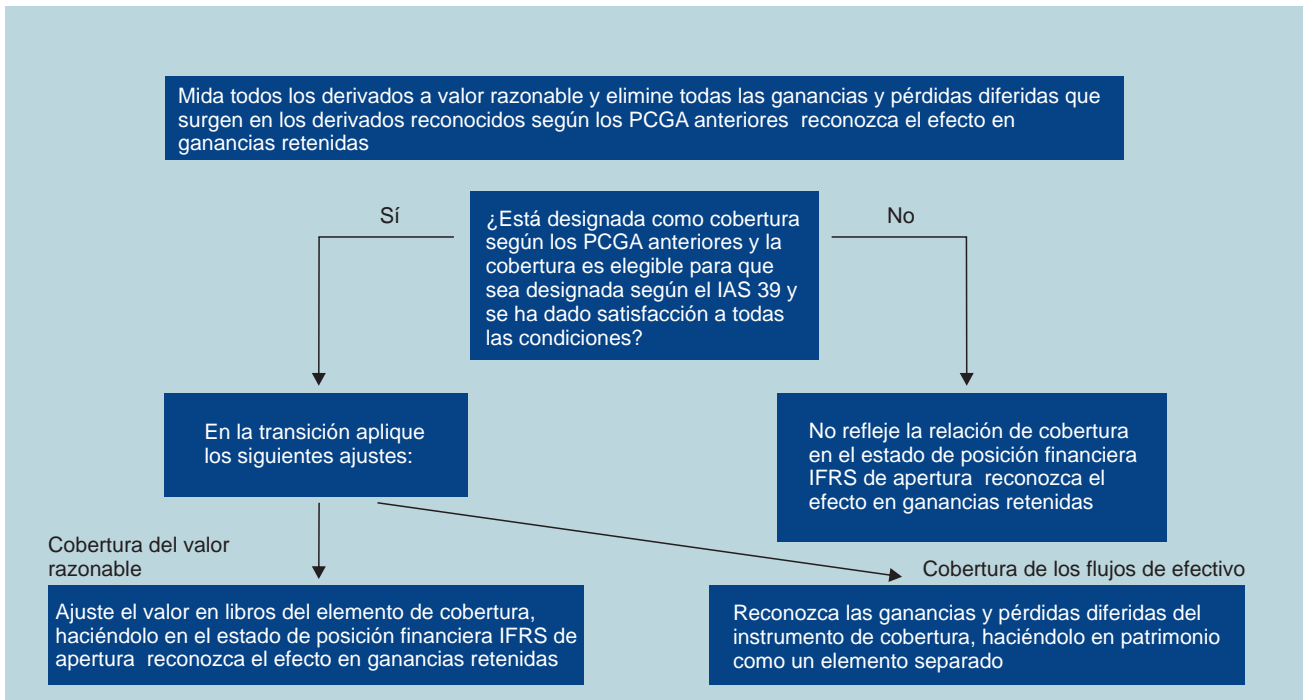 Mida todos los derivados a valor razonable y elimine todas las ganancias y pérdidas diferidas que
surgen en los derivados reconocidos según los PCGA anteriores  reconozca el efecto en
ganancias retenidas
Sí
¿Está designada como cobertura
según los PCGA anteriores y la
cobertura es elegible para que
sea designada según el IAS 39 y
se ha dado satisfacción a todas
las condiciones?
No
En la transición aplique
los siguientes ajustes:
No refleje la relación de cobertura
en el estado de posición financiera
IFRS de apertura  reconozca el
efecto en ganancias retenidas
Cobertura del valor
razonable
Ajuste el valor en libros del elemento de cobertura,
haciéndolo en el estado de posición financiera IFRS de
apertura  reconozca el efecto en ganancias retenidas
Cobertura de los flujos de efectivo
Reconozca las ganancias y pérdidas diferidas del
instrumento de cobertura, haciéndolo en patrimonio
como un elemento separado